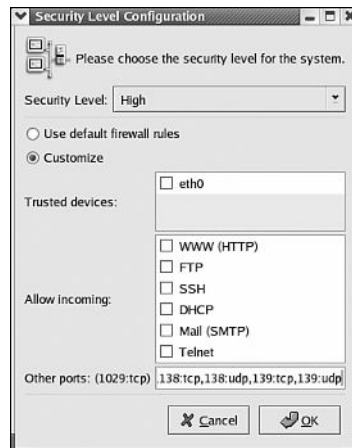 Security Level Configuration
Please choose the security level for the system.
Security Level: High
Use default firewall rules
Customize
Trusted devices:
eth0
Allow incoming:
WWW (HTTP)
FTP
SSH
DHCP
Mail (SMTP)
Telnet
Other ports: (1029:tcp) ,138:tcp,138:udp,139:tcp,139:udp
Cancel
OK